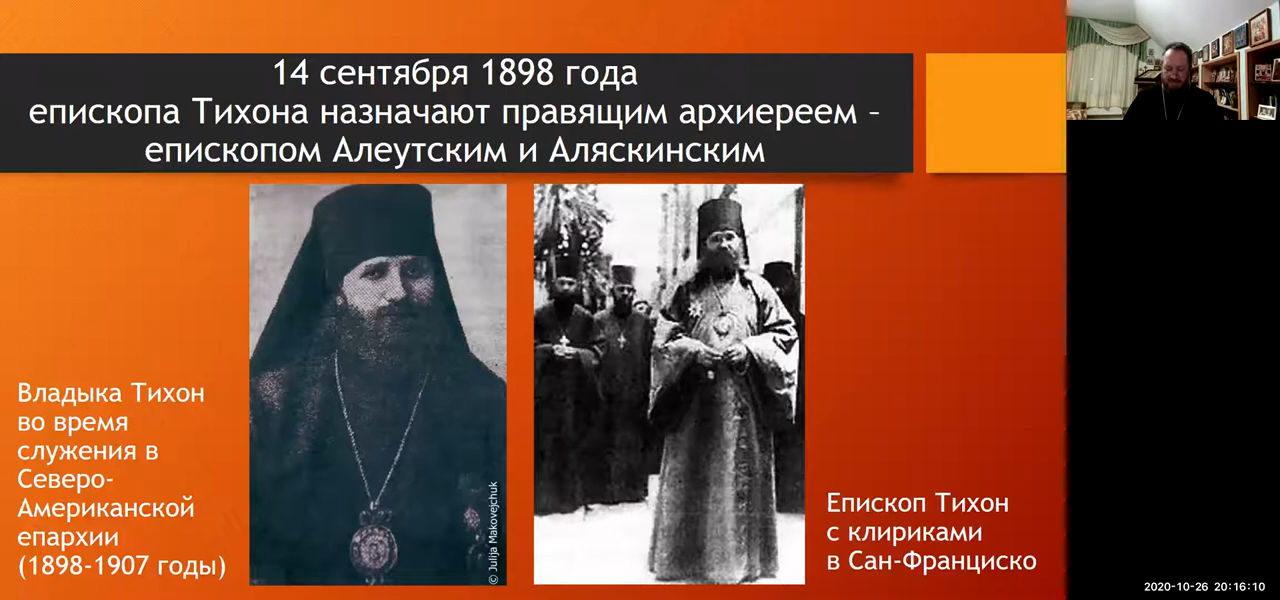 14 сентября 1898 года
епископа Тихона назначают правящим архиереем –
епископом Алеутским и Аляскинским
Владыка Тихон
во время
служения в
Северо-
Американской
епархии
(1898-1907 годы)
© Julija Makovejchuk
Епископ Тихон
с клириками
в Сан-Франциско
2020-10-26 20:16:10